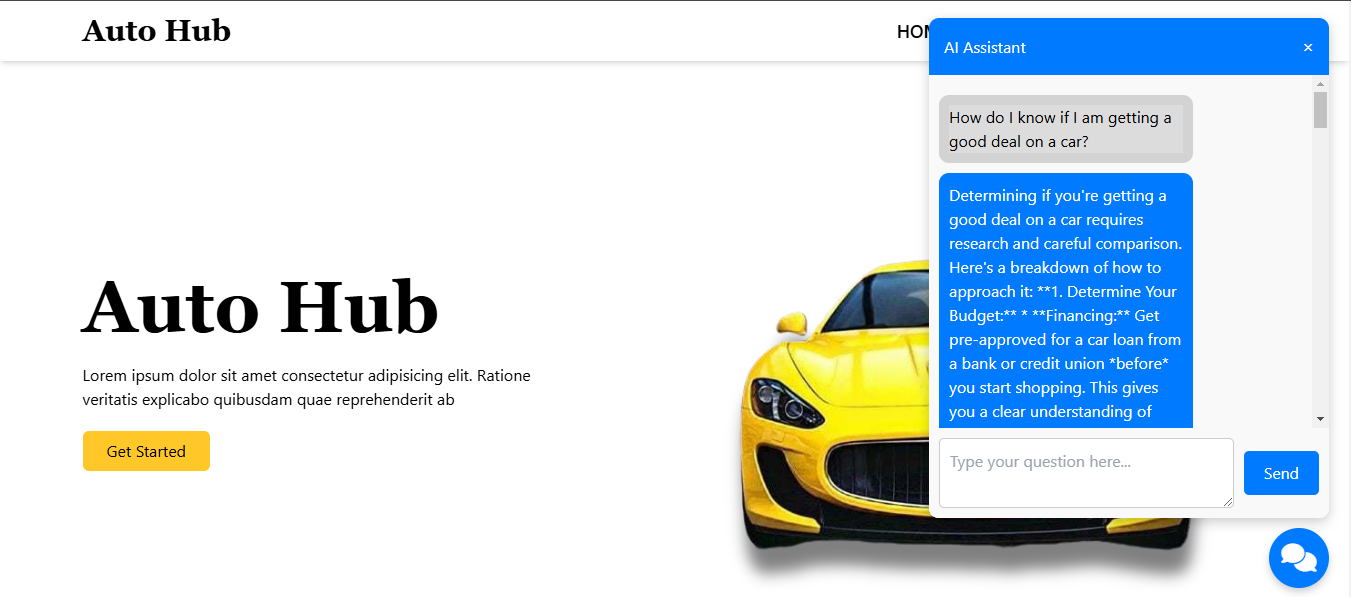 Auto Hub
AI Assistant
×
How do I know if I am getting a
good deal on a car?
Determining if you're getting a
good deal on a car requires
research and careful comparison.
Here's a breakdown of how to
approach it: **1. Determine Your
Budget:** * **Financing:** Get
pre-approved for a car loan from
a bank or credit union *before*
you start shopping. This gives
you a clear understanding of
Type your question here...
Send
Auto Hub
Lorem ipsum dolor sit amet consectetur adipisicing elit. Ratione
veritatis explicabo quibusdam quae reprehenderit ab
Get Started